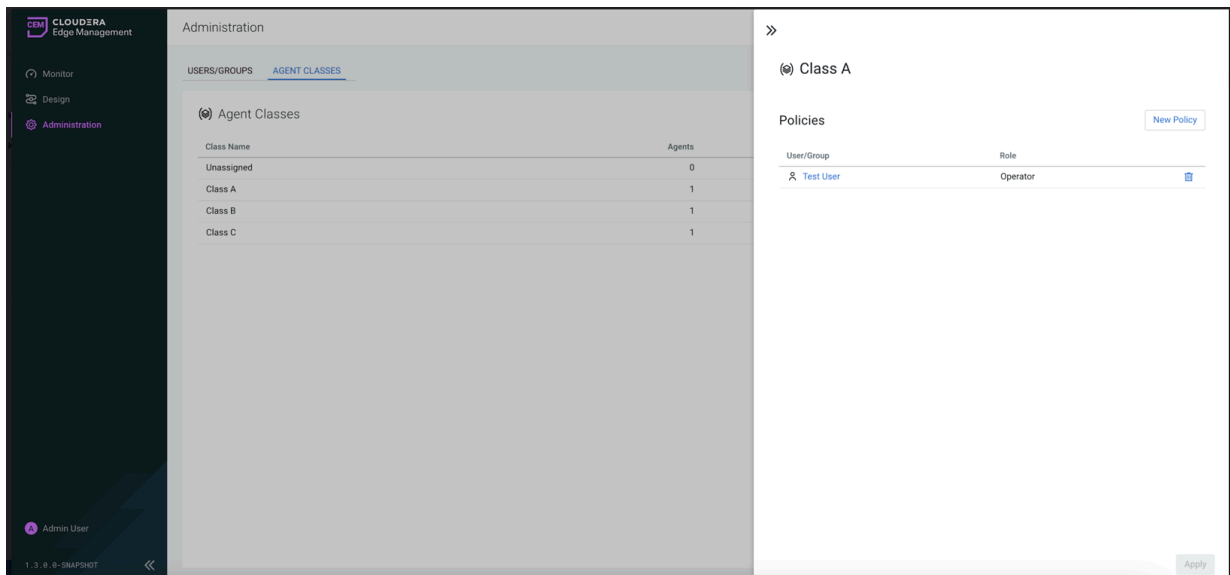 CEM
CLOUDERA
Edge Management
Monitor
Design
Administration
A Admin User
1.3.0.0-SNAPSHOT
Administration
USERS/GROUPS AGENT CLASSES
Agent Classes
Class Name Agents
Unassigned 0
Class A 1
Class B 1
Class C 1
Class A
Policies New Policy
User/Group Role
Test User Operator
Apply